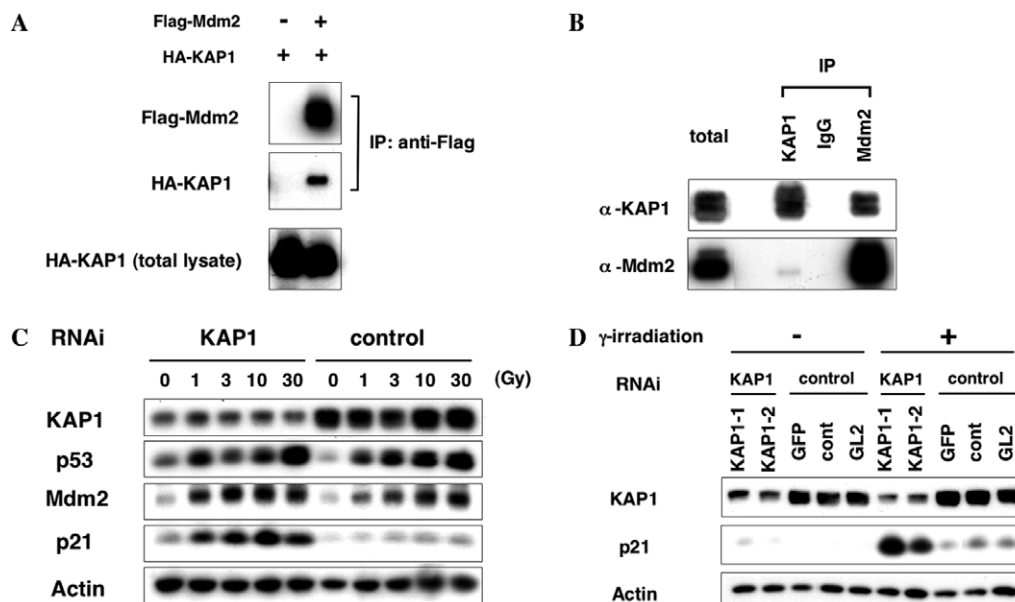 A
Flag-Mdm2 - +
HA-KAP1 + +
Flag-Mdm2
IP: anti-Flag
HA-KAP1
HA-KAP1 (total lysate)
B
IP
total KAP1 IgG Mdm2
α-KAP1
α-Mdm2
C RNAi KAP1 control
0 1 3 10 30 0 1 3 10 30 (Gy)
KAP1
p53
Mdm2
p21
Actin
D γ-irradiation - +
RNAi KAP1 control KAP1 control
KAP1-1 KAP1-2 GFP cont GL2 KAP1-1 KAP1-2 GFP cont GL2
KAP1
p21
Actin